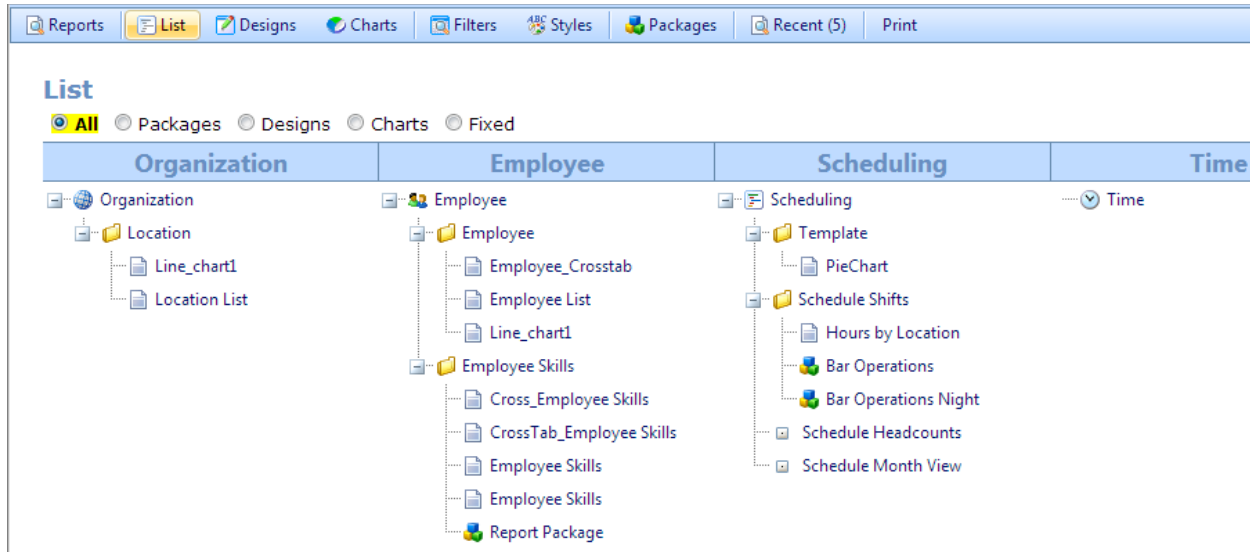 Reports List Designs Charts Filters Styles Packages Recent (5) Print
List
All Packages Designs Charts Fixed
Organization Employee Scheduling Time
Organization
Location
Line_chart1
Location List
Employee
Employee
Employee_Crosstab
Employee List
Line_chart1
Employee Skills
Cross_Employee Skills
CrossTab_Employee Skills
Employee Skills
Employee Skills
Report Package
Scheduling
Template
PieChart
Schedule Shifts
Hours by Location
Bar Operations
Bar Operations Night
Schedule Headcounts
Schedule Month View
Time